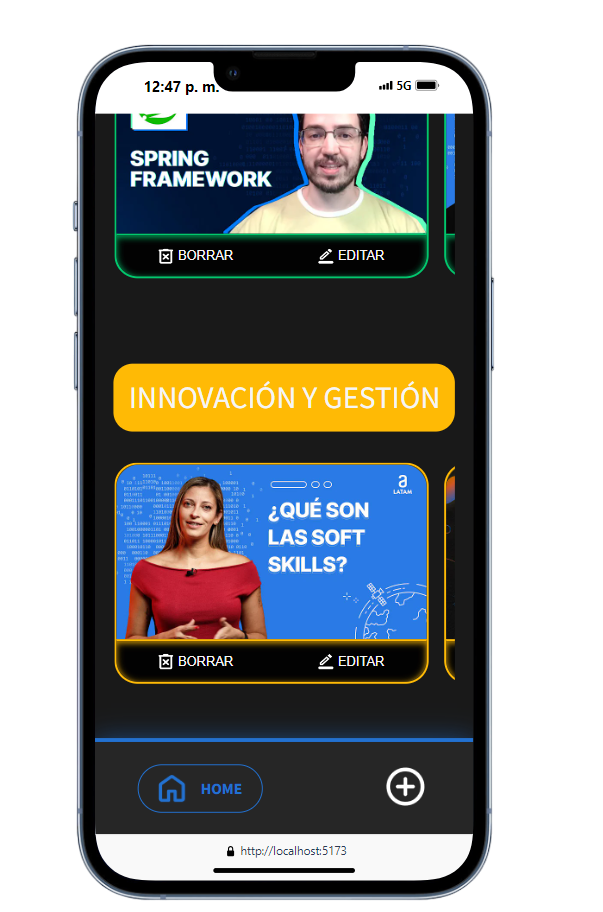 12:47 p. m.
5G
SPRING
FRAMEWORK
BORRAR
EDITAR
INNOVACIÓN Y GESTIÓN
a
LATAM
¿QUÉ SON
LAS SOFT
SKILLS?
BORRAR
EDITAR
HOME
http://localhost:5173